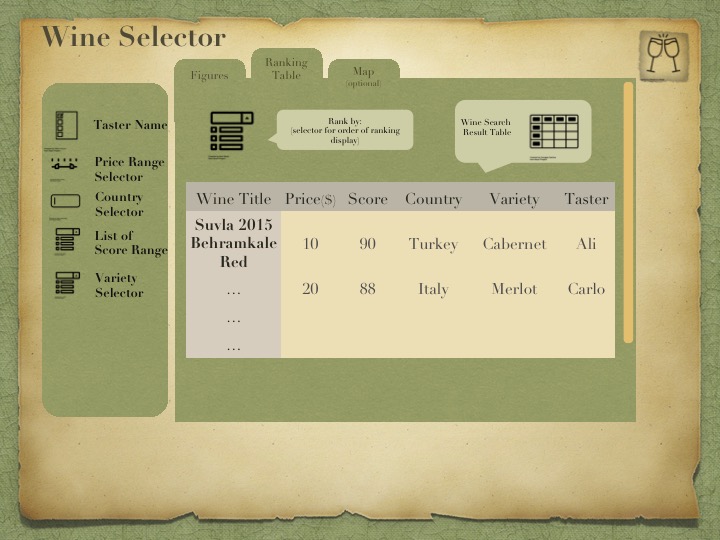 Wine Selector
Figures
Ranking
Table
Map
(optional)
Taster Name
Price Range
Selector
Country
Selector
List of
Score Range
Variety
Selector
Rank by:
(selector for order of ranking
display)
Wine Search
Result Table
Wine Title Price($) Score Country Variety Taster
Suvla 2015
Behramkale
Red
10 90 Turkey Cabernet Ali
... 20 88 Italy Merlot Carlo
...
...